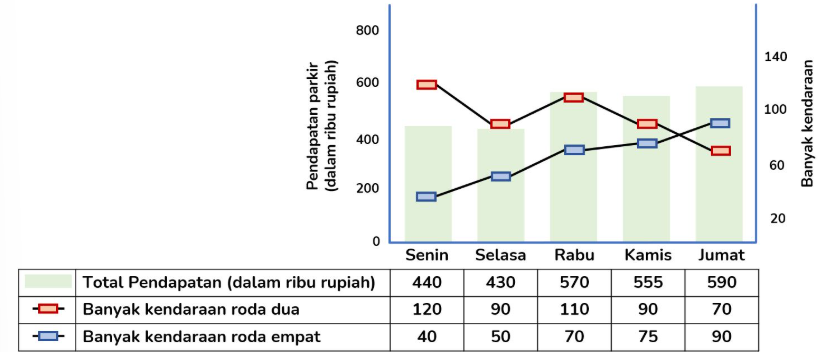 800
600
400
200
0
Pendapatan parkir
(dalam ribu rupiah)
140
100
60
20
Banyak kendaraan
Senin Selasa Rabu Kamis Jumat
Total Pendapatan (dalam ribu rupiah) 440 430 570 555 590
Banyak kendaraan roda dua 120 90 110 90 70
Banyak kendaraan roda empat 40 50 70 75 90